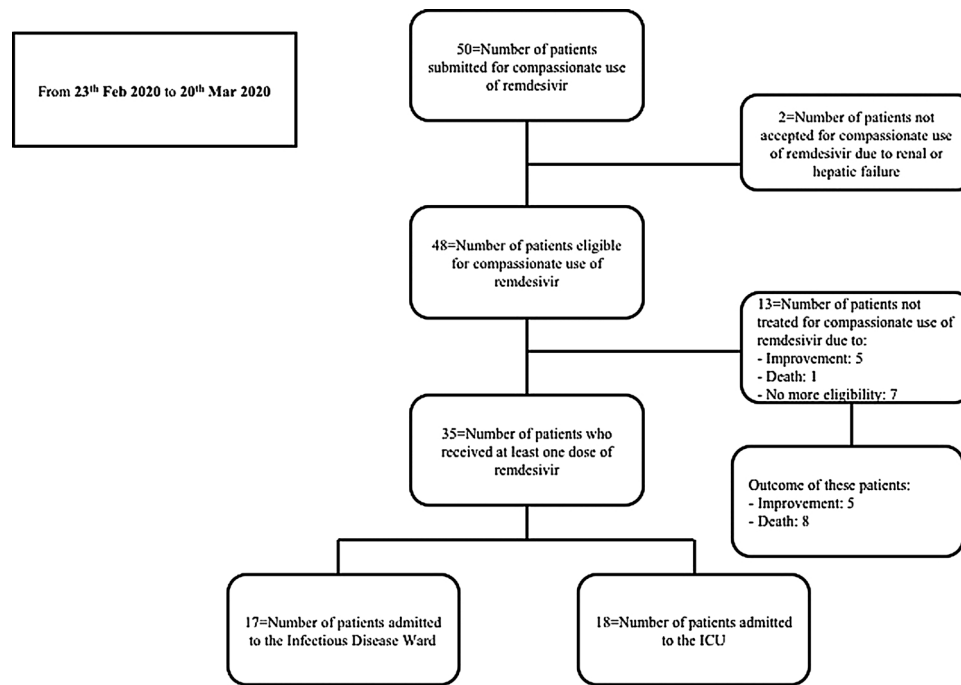 From 23th Feb 2020 to 20th Mar 2020
50=Number of patients
submitted for compassionate use
of remdesivir
2=Number of patients not
accepted for compassionate use
of remdesivir due to renal or
hepatic failure
48=Number of patients eligible
for compassionate use of
remdesivir
13=Number of patients not
treated for compassionate use of
remdesivir due to:
- Improvement: 5
- Death: 1
- No more eligibility: 7
35=Number of patients who
received at least one dose of
remdesivir
Outcome of these patients:
- Improvement: 5
- Death: 8
17=Number of patients admitted
to the Infectious Disease Ward
18=Number of patients admitted
to the ICU